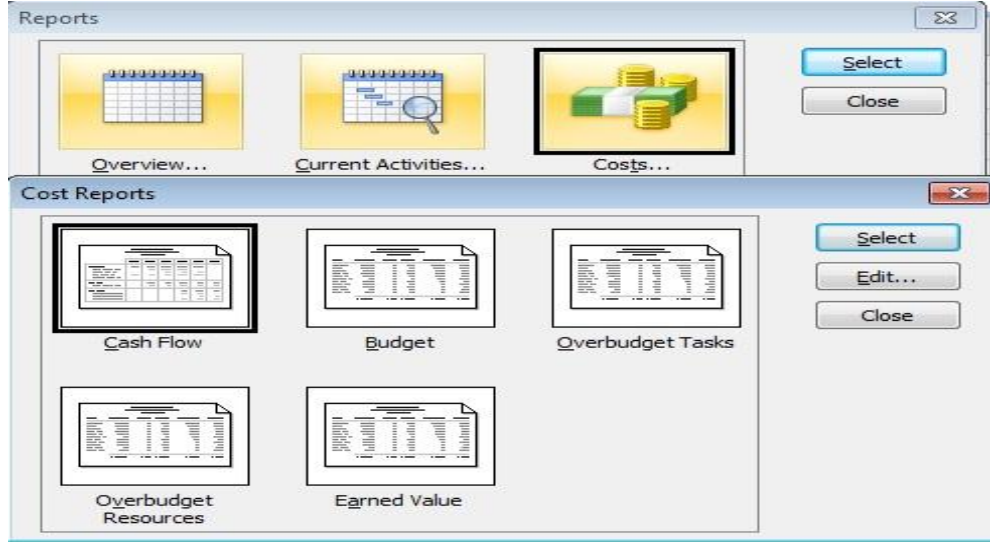 Reports
Select
Close
Overview...
Current Activities...
Costs...
Cost Reports
Select
Edit...
Close
Cash Flow
Budget
Overbudget Tasks
Overbudget
Resources
Earned Value